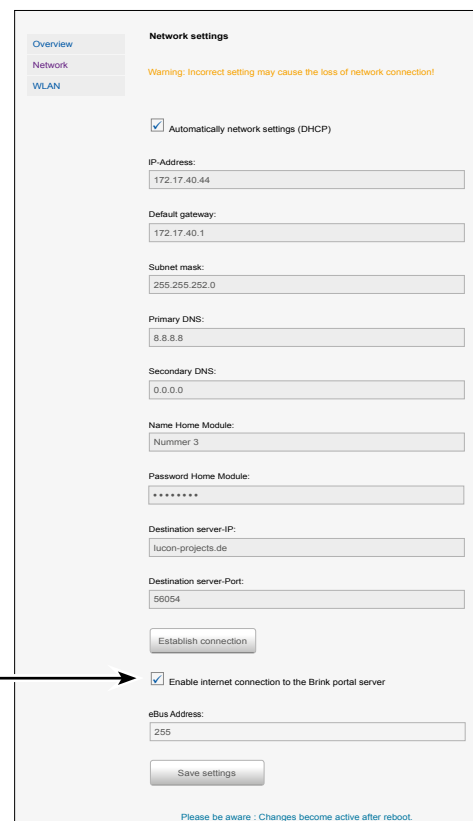 Overview
Network
WLAN
Network settings
Warning: Incorrect setting may cause the loss of network connection!
Automatically network settings (DHCP)
IP-Address:
172.17.40.44
Default gateway:
172.17.40.1
Subnet mask:
255.255.252.0
Primary DNS:
8.8.8.8
Secondary DNS:
0.0.0.0
Name Home Module:
Nummer 3
Password Home Module:
••••••••
Destination server-IP:
lucon-projects.de
Destination server-Port:
56054
Establish connection
Enable internet connection to the Brink portal server
eBus Address:
255
Save settings
Please be aware : Changes become active after reboot.